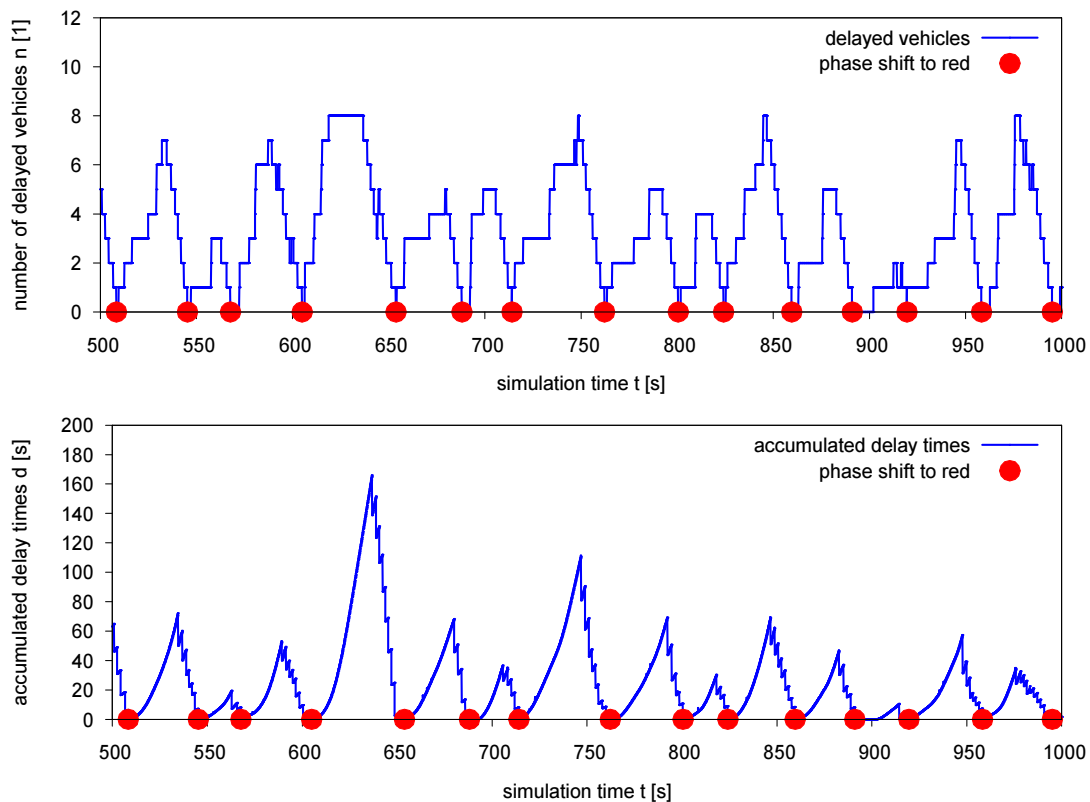 number of delayed vehicles n [1]
12
10
8
6
4
2
0
delayed vehicles
phase shift to red
500 550 600 650 700 750 800 850 900 950 1000
simulation time t [s]
accumulated delay times d [s]
200
180
160
140
120
100
80
60
40
20
0
accumulated delay times
phase shift to red
500 550 600 650 700 750 800 850 900 950 1000
simulation time t [s]